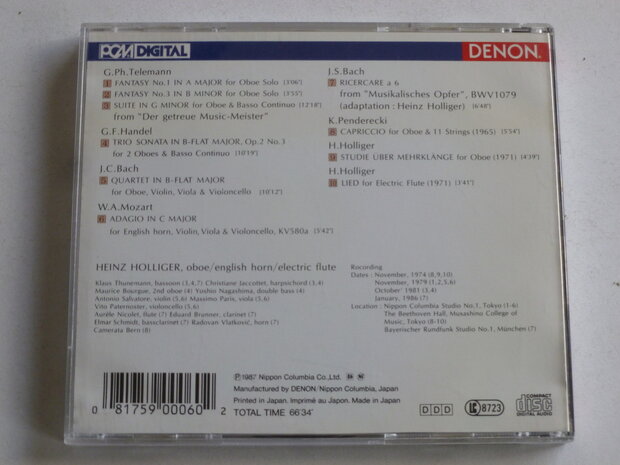 PCM DIGITAL
DENON
G.Ph.Telemann
1 FANTASY No.1 IN A MAJOR for Oboe Solo (3'06")
2 FANTASY No.3 IN B MINOR for Oboe Solo (3'55")
3 SUITE IN G MINOR for Oboe & Basso Continuo (12'18")
from "Der getreue Music-Meister"
G.F.Handel
4 TRIO SONATA IN B-FLAT MAJOR, Op.2 No.3
for 2 Oboes & Basso Continuo (10'19")
J.C.Bach
5 QUARTET IN B-FLAT MAJOR
for Oboe, Violin, Viola & Violoncello (10'12")
W.A.Mozart
6 ADAGIO IN C MAJOR
for English horn, Violin, Viola & Violoncello, KV580a (5'42")
J.S.Bach
7 RICERCARE a 6
from "Musikalisches Opfer", BWV1079
(adaptation : Heinz Holliger) (6'48")
K.Penderecki
8 CAPRICCIO for Oboe & 11 Strings (1965) (5'54")
H.Holliger
9 STUDIE ÜBER MEHRKLÄNGE for Oboe (1971) (4'39")
H.Holliger
10 LIED for Electric Flute (1971) (3'41")
HEINZ HOLLIGER, oboe/english horn/electric flute
Klaus Thunemann, bassoon (3,4,7) Christiane Jaccottet, harpsichord (3,4)
Maurice Bourgue, 2nd oboe (4) Yoshio Nagashima, double bass (4)
Antonio Salvatore, violin (5,6) Massimo Paris, viola (5,6)
Vito Paternoster, violoncello (5,6)
Aurèle Nicolet, flute (7) Eduard Brunner, clarinet (7)
Elmar Schmidt, bassclarinet (7) Radovan Vlatković, horn (7)
Camerata Bern (8)
Recording
Dates : November, 1974 (8,9,10)
November, 1979 (1,2,5,6)
October' 1981 (3,4)
January, 1986 (7)
Location : Nippon Columbia Studio No.1, Tokyo (1-6)
The Beethoven Hall, Musashino College of
Music, Tokyo (8-10)
Bayerischer Rundfunk Studio No.1, München (7)
Ⓟ1987 Nippon Columbia Co., Ltd.
Manufactured by DENON/Nippon Columbia, Japan
Printed in Japan. Imprimé au Japon. Made in Japan
TOTAL TIME 66'34"
0 81759 00060 2
DDD
LC 8723
COMPACT
disc
DIGITAL AUDIO